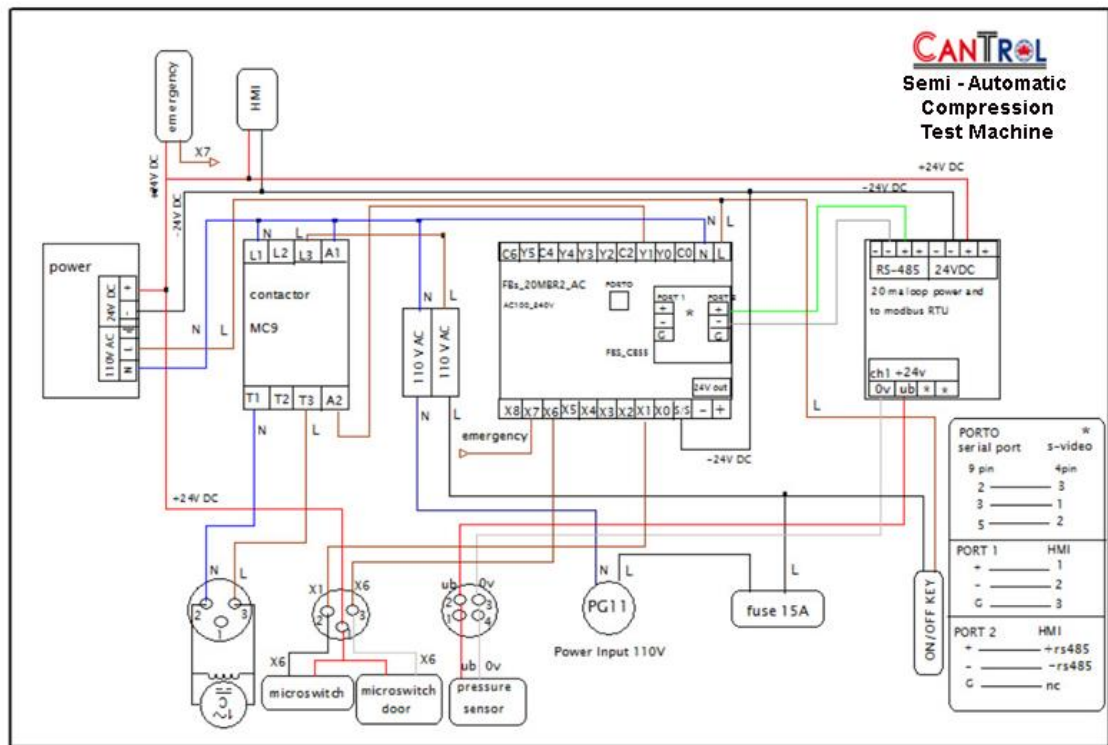 CANTROL
Semi - Automatic
Compression
Test Machine
emergency
HMI
X7
+24V DC
-24V DC
+24V DC
-24V DC
N
L
L1 L2 L3 A1
contactor
MC9
T1 T2 T3 A2
power
24V DC
+
-
110V AC
L
N
N
L
N
L
110 V AC
110 V AC
N
L
N
L
C6 Y5 C4 Y4 Y3 Y2 C2 Y1 Y0 C0 N L
FBs_20MBR2_AC
AC100_240V
PORTO
PORT 1
+
-
G
*
PORT 2
+
-
G
FBS_CB55
24V out
X8 X7 X6 X5 X4 X3 X2 X1 X0 S/S - +
emergency
-24V DC
- - + + - - + +
RS-485 24VDC
20 ma loop power and
to modbus RTU
ch1 +24v
0v ub * *
L
+24V DC
N
L
N
L
2
3
1
1~
X1
X6
2
3
1
X6
X6
microswitch
microswitch
door
ub
0v
2
3
1
4
ub 0v
pressure
sensor
N
L
PG11
Power Input 110V
L
fuse 15A
ON/OFF KEY
PORTO *
serial port s-video
9 pin 4pin
2 3
3 1
5 2
PORT 1 HMI
+ 1
- 2
G 3
PORT 2 HMI
+ +rs485
- -rs485
G nc